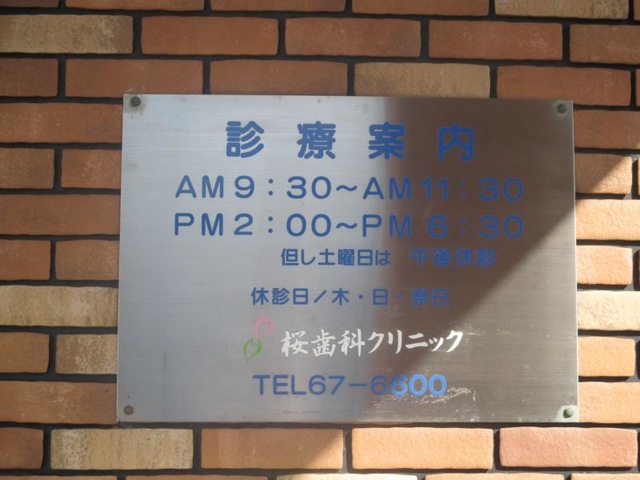 診療案内
AM9：30～AM11：30
PM2：00～PM6：30
但し土曜日は 午後休診
休診日／木・日・祭日
桜歯科クリニック
TEL67-6600